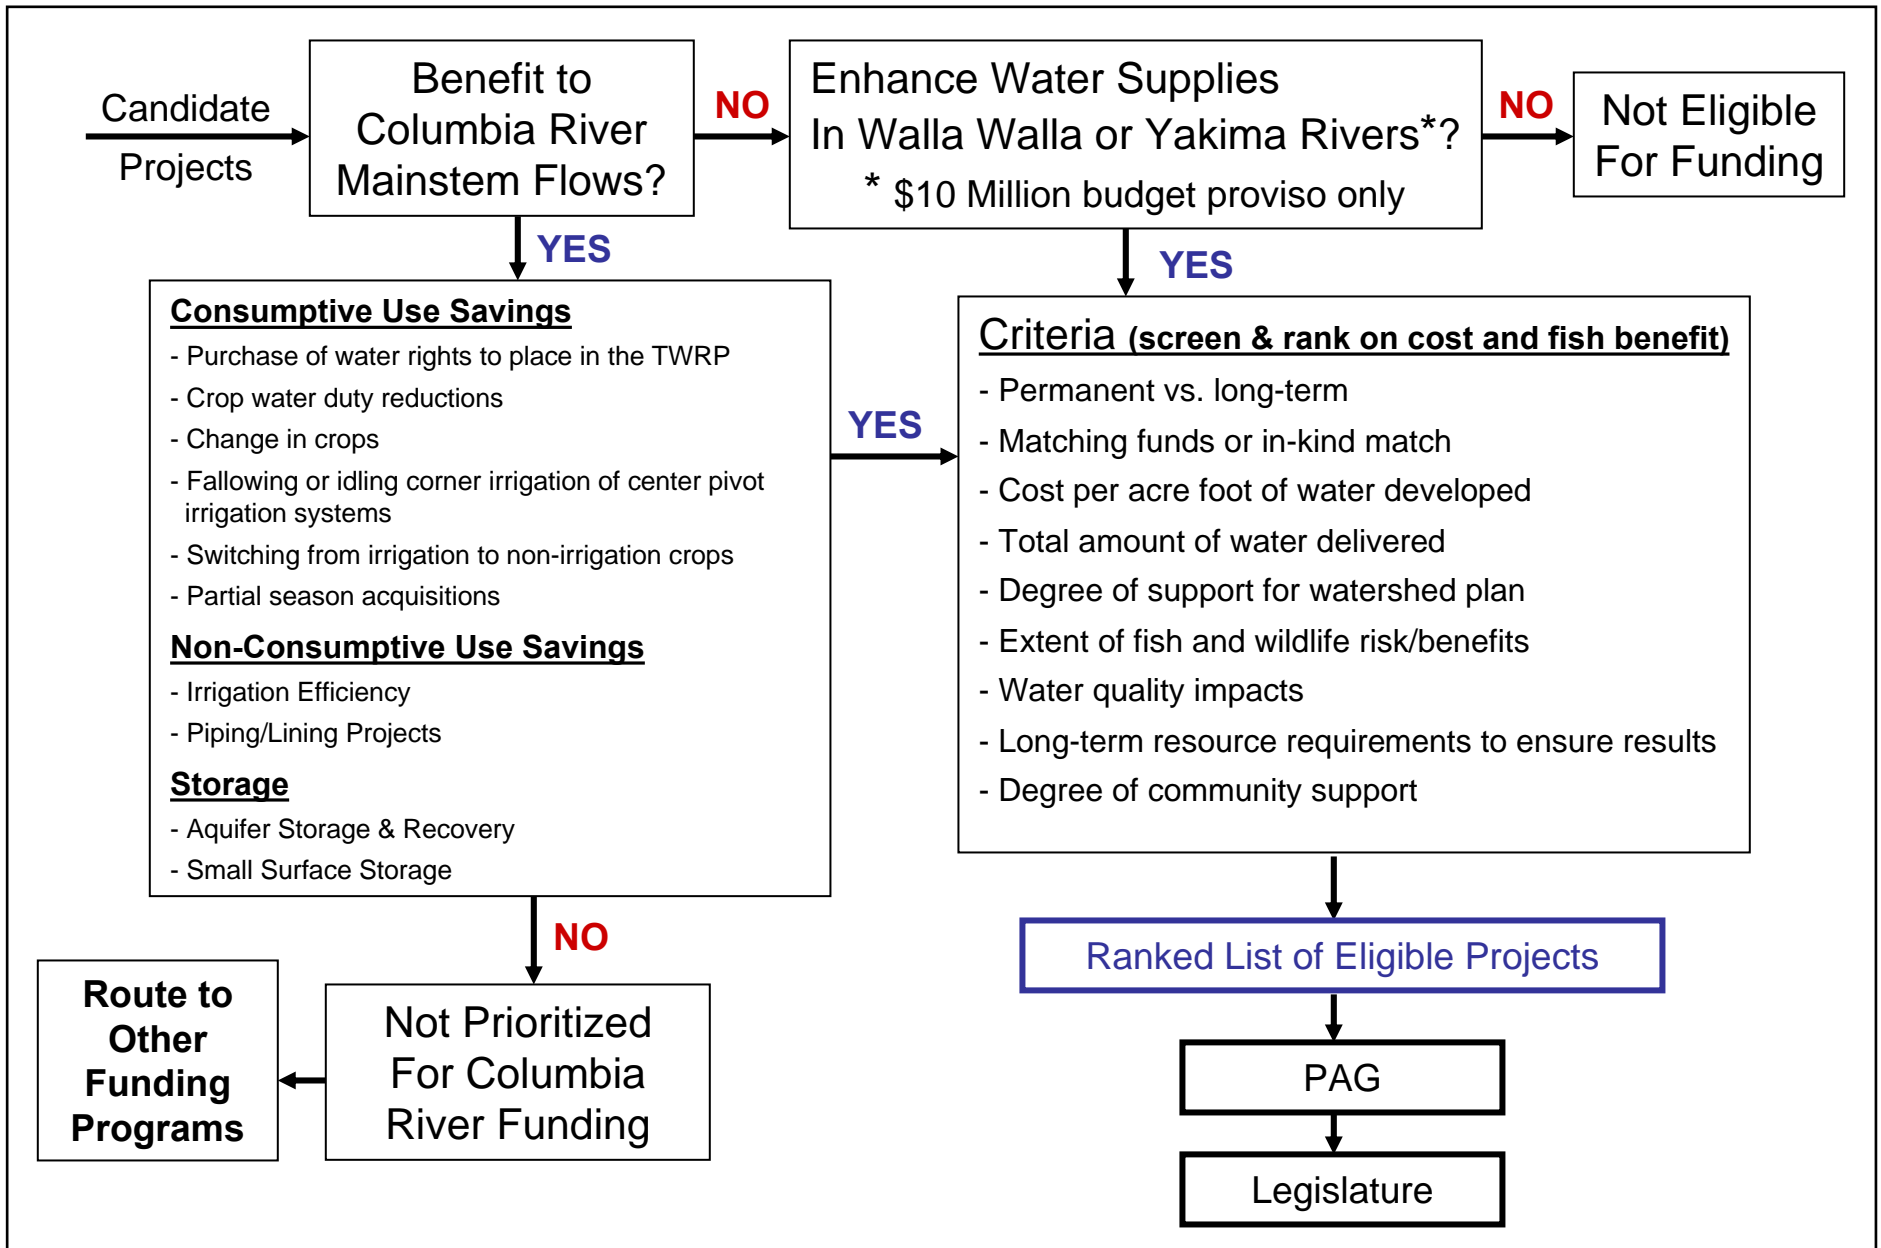 Candidate
Projects
Benefit to
Columbia River
Mainstem Flows?
NO
Enhance Water Supplies
In Walla Walla or Yakima Rivers*?
* $10 Million budget proviso only
NO
Not Eligible
For Funding
YES
YES
Consumptive Use Savings
- Purchase of water rights to place in the TWRP
- Crop water duty reductions
- Change in crops
- Fallowing or idling corner irrigation of center pivot
irrigation systems
- Switching from irrigation to non-irrigation crops
- Partial season acquisitions
Non-Consumptive Use Savings
- Irrigation Efficiency
- Piping/Lining Projects
Storage
- Aquifer Storage & Recovery
- Small Surface Storage
YES
Criteria (screen & rank on cost and fish benefit)
- Permanent vs. long-term
- Matching funds or in-kind match
- Cost per acre foot of water developed
- Total amount of water delivered
- Degree of support for watershed plan
- Extent of fish and wildlife risk/benefits
- Water quality impacts
- Long-term resource requirements to ensure results
- Degree of community support
NO
Route to
Other
Funding
Programs
Not Prioritized
For Columbia
River Funding
Ranked List of Eligible Projects
PAG
Legislature